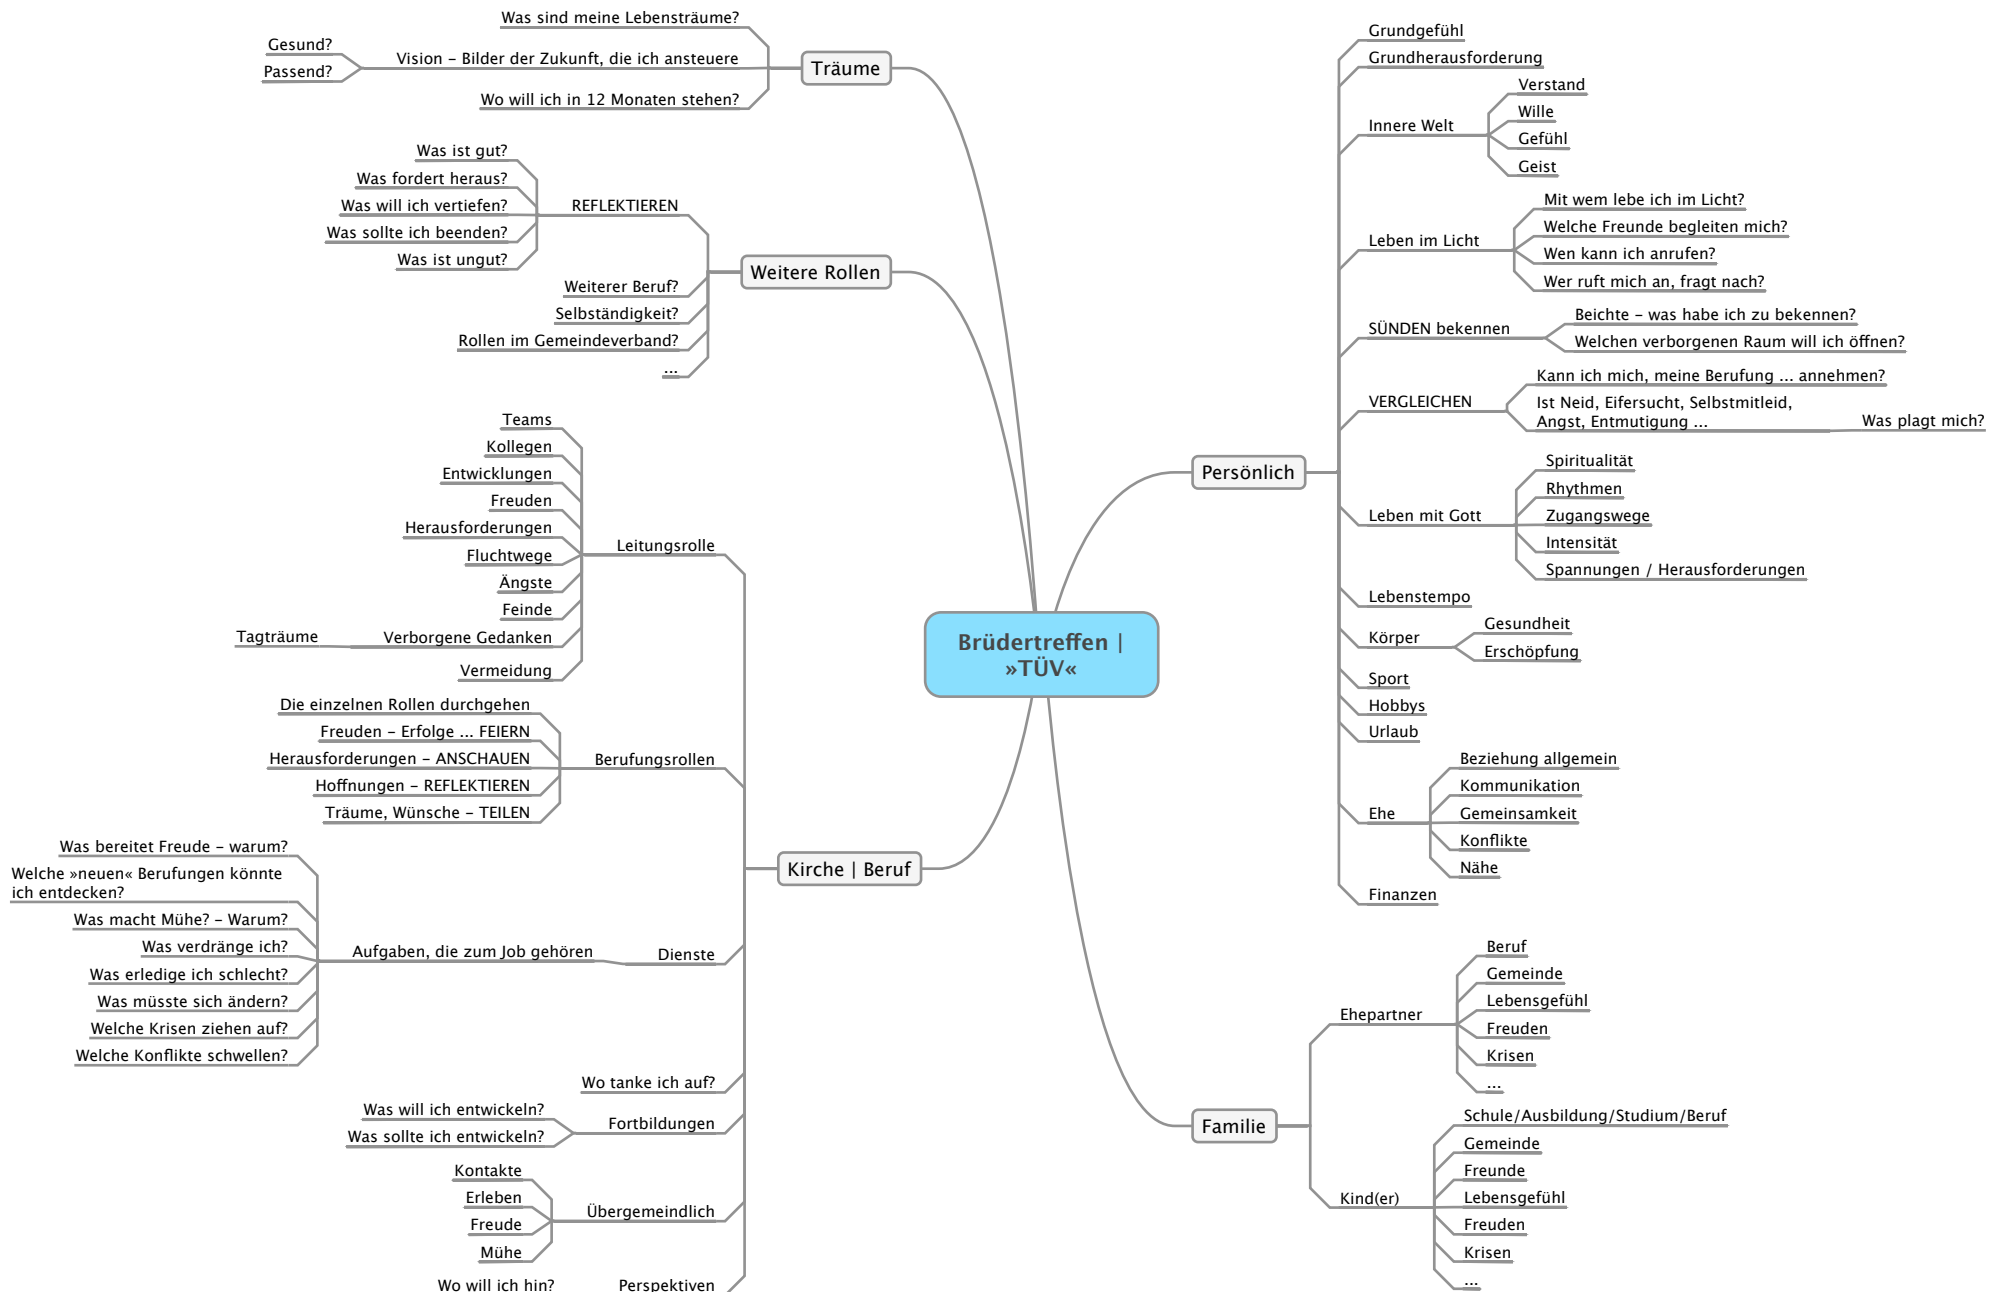 Brüdertreffen |
»TÜV«
Persönlich
Grundgefühl
Grundherausforderung
Innere Welt
Verstand
Wille
Gefühl
Geist
Leben im Licht
Mit wem lebe ich im Licht?
Welche Freunde begleiten mich?
Wen kann ich anrufen?
Wer ruft mich an, fragt nach?
SÜNDEN bekennen
Beichte – was habe ich zu bekennen?
Welchen verborgenen Raum will ich öffnen?
VERGLEICHEN
Kann ich mich, meine Berufung ... annehmen?
Ist Neid, Eifersucht, Selbstmitleid,
Angst, Entmutigung ...
Was plagt mich?
Leben mit Gott
Spiritualität
Rhythmen
Zugangswege
Intensität
Spannungen / Herausforderungen
Lebenstempo
Körper
Gesundheit
Erschöpfung
Sport
Hobbys
Urlaub
Ehe
Beziehung allgemein
Kommunikation
Gemeinsamkeit
Konflikte
Nähe
Finanzen
Familie
Ehepartner
Beruf
Gemeinde
Lebensgefühl
Freuden
Krisen
...
Kind(er)
Schule/Ausbildung/Studium/Beruf
Gemeinde
Freunde
Lebensgefühl
Freuden
Krisen
...
Träume
Was sind meine Lebensträume?
Vision – Bilder der Zukunft, die ich ansteuere
Gesund?
Passend?
Wo will ich in 12 Monaten stehen?
Weitere Rollen
REFLEKTIEREN
Was ist gut?
Was fordert heraus?
Was will ich vertiefen?
Was sollte ich beenden?
Was ist ungut?
Weiterer Beruf?
Selbständigkeit?
Rollen im Gemeindeverband?
...
Kirche | Beruf
Leitungsrolle
Teams
Kollegen
Entwicklungen
Freuden
Herausforderungen
Fluchtwege
Ängste
Feinde
Verborgene Gedanken
Tagträume
Vermeidung
Berufungsrollen
Die einzelnen Rollen durchgehen
Freuden – Erfolge ... FEIERN
Herausforderungen – ANSCHAUEN
Hoffnungen – REFLEKTIEREN
Träume, Wünsche – TEILEN
Dienste
Aufgaben, die zum Job gehören
Was bereitet Freude – warum?
Welche »neuen« Berufungen könnte
ich entdecken?
Was macht Mühe? – Warum?
Was verdränge ich?
Was erledige ich schlecht?
Was müsste sich ändern?
Welche Krisen ziehen auf?
Welche Konflikte schwellen?
Wo tanke ich auf?
Fortbildungen
Was will ich entwickeln?
Was sollte ich entwickeln?
Übergemeindlich
Kontakte
Erleben
Freude
Mühe
Perspektiven
Wo will ich hin?